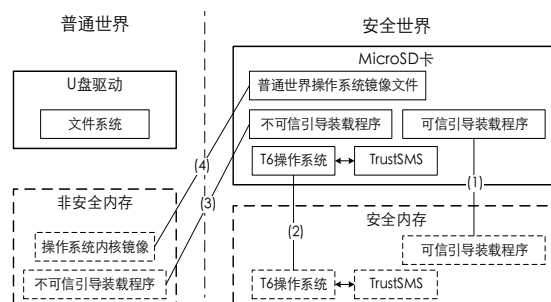 普通世界
安全世界
MicroSD卡
U盘驱动
普通世界操作系统镜像文件
文件系统
不可信引导装载程序
可信引导装载程序
(4)
T6操作系统
TrustSMS
(1)
(3)
非安全内存
(2)
安全内存
操作系统内核镜像
可信引导装载程序
不可信引导装载程序
T6操作系统
TrustSMS